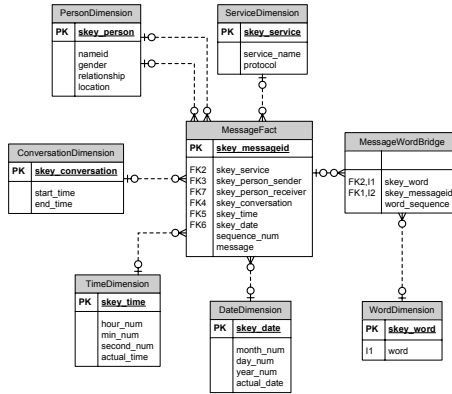 PersonDimension
PK skey_person
nameid
gender
relationship
location
ServiceDimension
PK skey_service
service_name
protocol
MessageFact
PK skey_messageid
FK2 skey_service
FK3 skey_person_sender
FK7 skey_person_receiver
FK4 skey_conversation
FK5 skey_time
FK6 skey_date
sequence_num
message
MessageWordBridge
FK2,I1 skey_word
FK1,I2 skey_messageid
word_sequence
ConversationDimension
PK skey_conversation
start_time
end_time
TimeDimension
PK skey_time
hour_num
min_num
second_num
actual_time
DateDimension
PK skey_date
month_num
day_num
year_num
actual_date
WordDimension
PK skey_word
I1 word